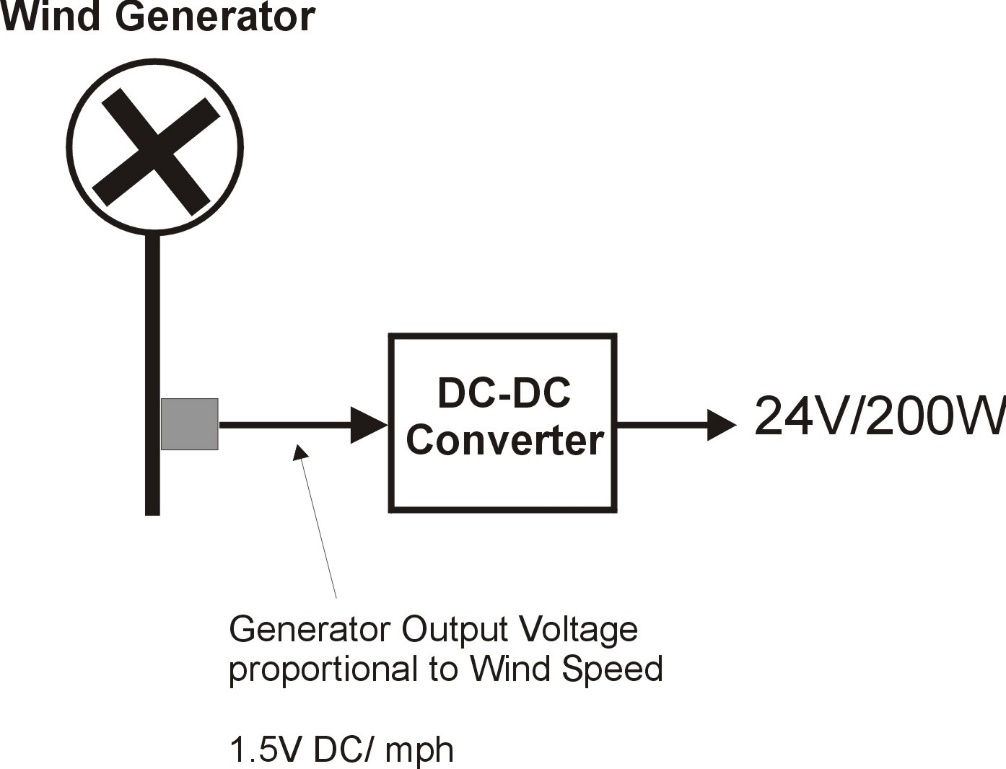 Wind Generator
DC-DC
Converter
24V/200W
Generator Output Voltage
proportional to Wind Speed
1.5V DC/ mph